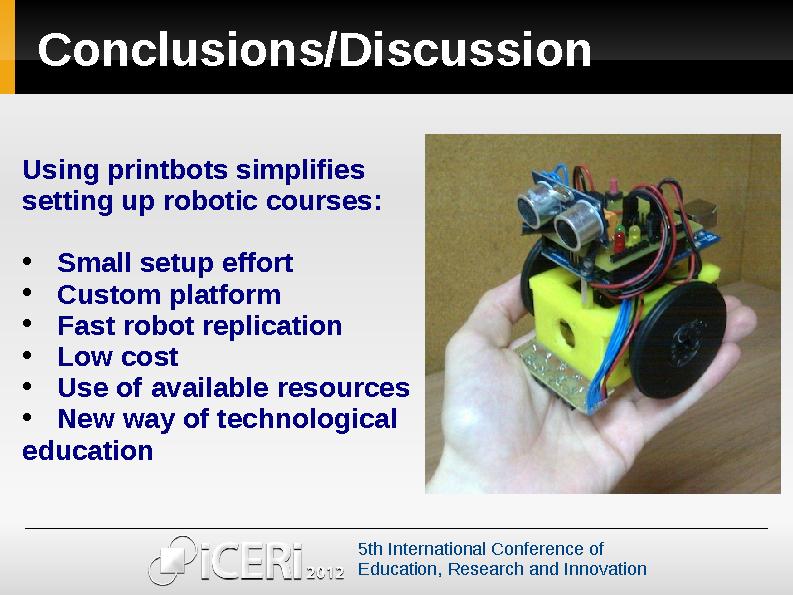 Conclusions/Discussion
Using printbots simplifies
setting up robotic courses:
• Small setup effort
• Custom platform
• Fast robot replication
• Low cost
• Use of available resources
• New way of technological
education
iCERi 2012
5th International Conference of
Education, Research and Innovation